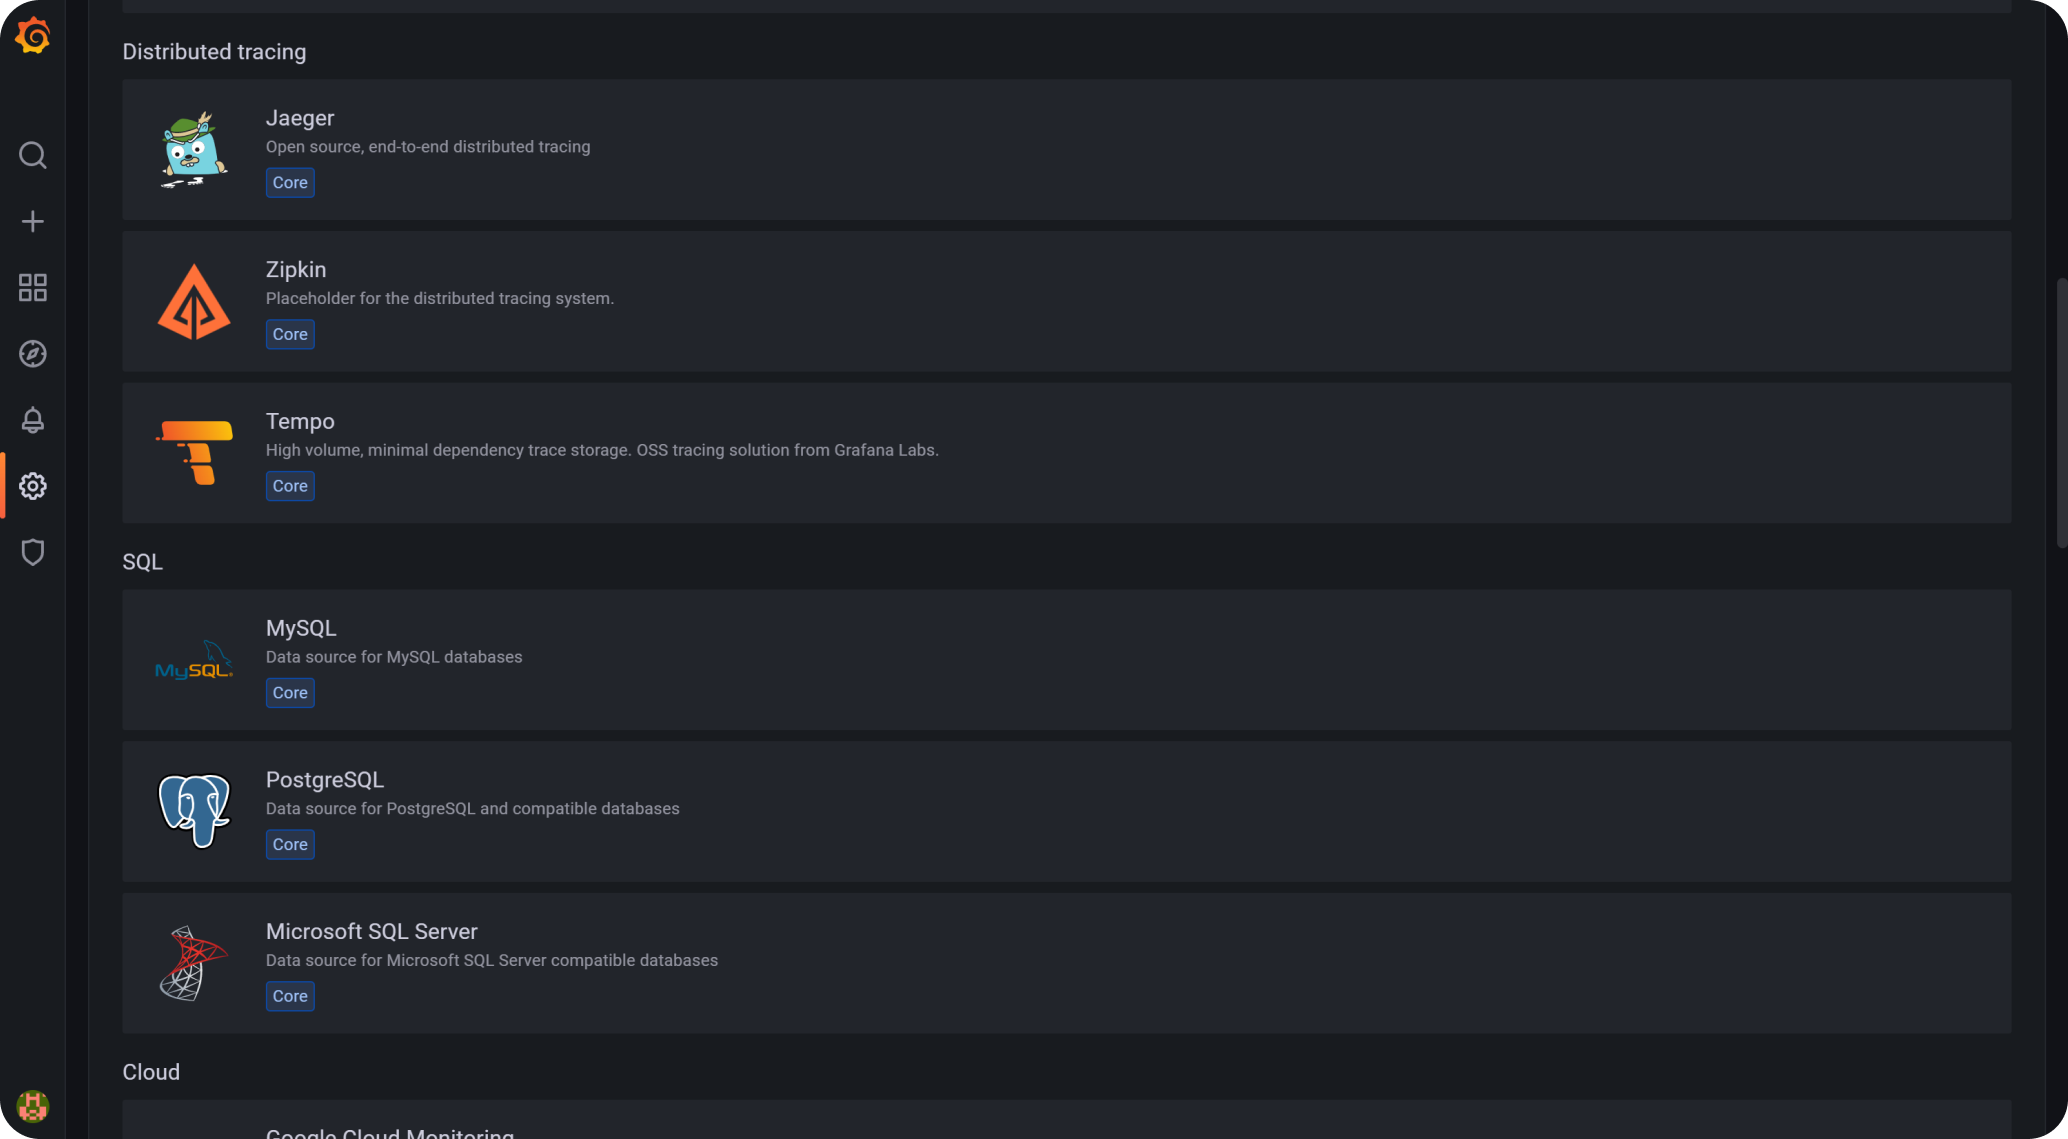 Distributed tracing
Jaeger
Open source, end-to-end distributed tracing
Core
Zipkin
Placeholder for the distributed tracing system.
Core
Tempo
High volume, minimal dependency trace storage. OSS tracing solution from Grafana Labs.
Core
SQL
MySQL
MySQL
Data source for MySQL databases
Core
PostgreSQL
Data source for PostgreSQL and compatible databases
Core
Microsoft SQL Server
Data source for Microsoft SQL Server compatible databases
Core
Cloud
Google Cloud Monitoring